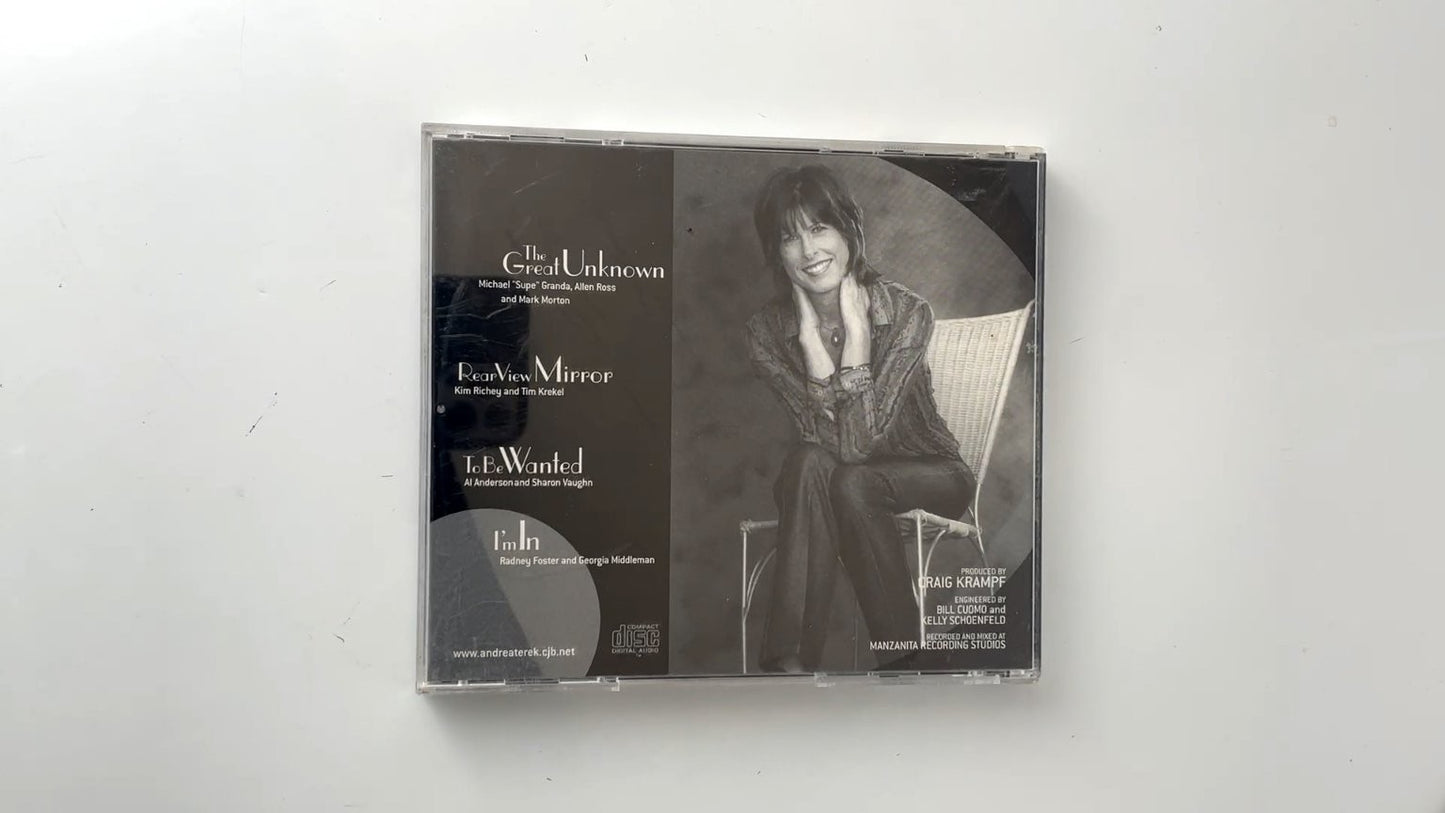 The
Great Unknown
Michael "Supe" Granda, Allen Ross
and Mark Morton
Rear View Mirror
Kim Richey and Tim Krekel
To Be Wanted
Al Anderson and Sharon Vaughn
I'm In
Radney Foster and Georgia Middleman
www.andreaterek.cjb.net
COMPACT
disc
DIGITAL AUDIO
PRODUCED BY
CRAIG KRAMPF
ENGINEERED BY
BILL CUOMO and
KELLY SCHOENFELD
RECORDED AND MIXED AT
MANZANITA RECORDING STUDIOS